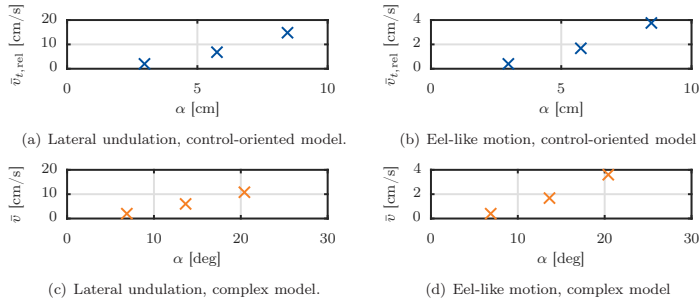 20
10
0
v̄t,rel [cm/s]
0 5 10
α [cm]
(a) Lateral undulation, control-oriented model.
4
2
0
v̄t,rel [cm/s]
0 5 10
α [cm]
(b) Eel-like motion, control-oriented model
20
10
0
v̄ [cm/s]
0 10 20 30
α [deg]
(c) Lateral undulation, complex model.
4
2
0
v̄ [cm/s]
0 10 20 30
α [deg]
(d) Eel-like motion, complex model